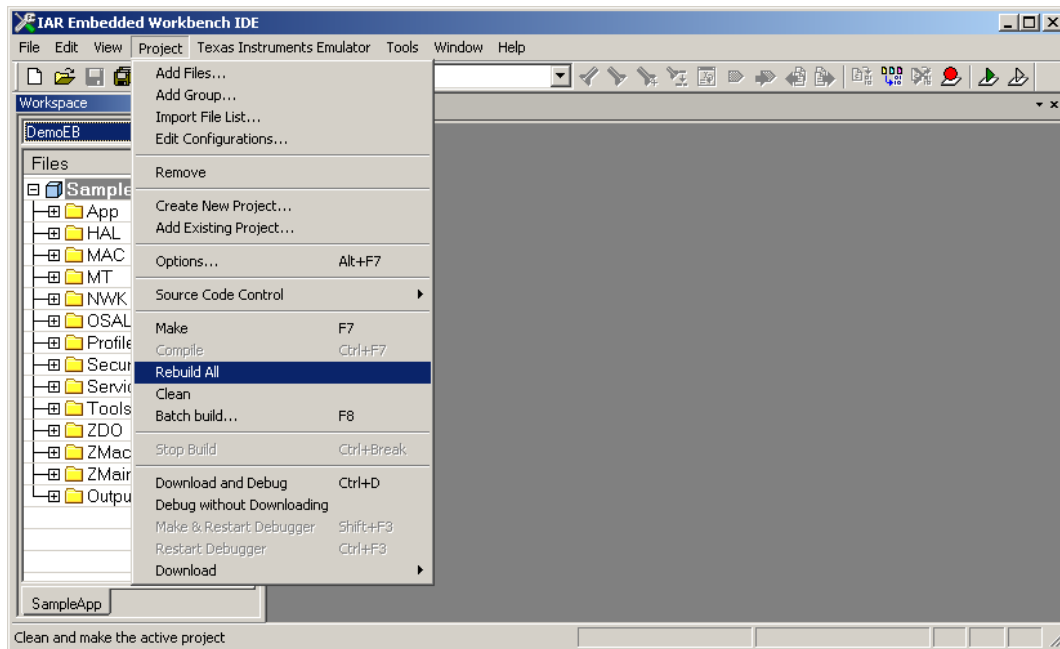 IAR Embedded Workbench IDE
File Edit View Project Texas Instruments Emulator Tools Window Help
Workspace
DemoEB
Files
Sample
App
HAL
MAC
MT
NWK
OSAL
Profile
Secur
Servic
Tools
ZDO
ZMac
ZMain
Outpu
SampleApp
Add Files...
Add Group...
Import File List...
Edit Configurations...
Remove
Create New Project...
Add Existing Project...
Options... Alt+F7
Source Code Control
Make F7
Compile Ctrl+F7
Rebuild All
Clean
Batch build... F8
Stop Build Ctrl+Break
Download and Debug Ctrl+D
Debug without Downloading
Make & Restart Debugger Shift+F3
Restart Debugger Ctrl+F3
Download
Clean and make the active project